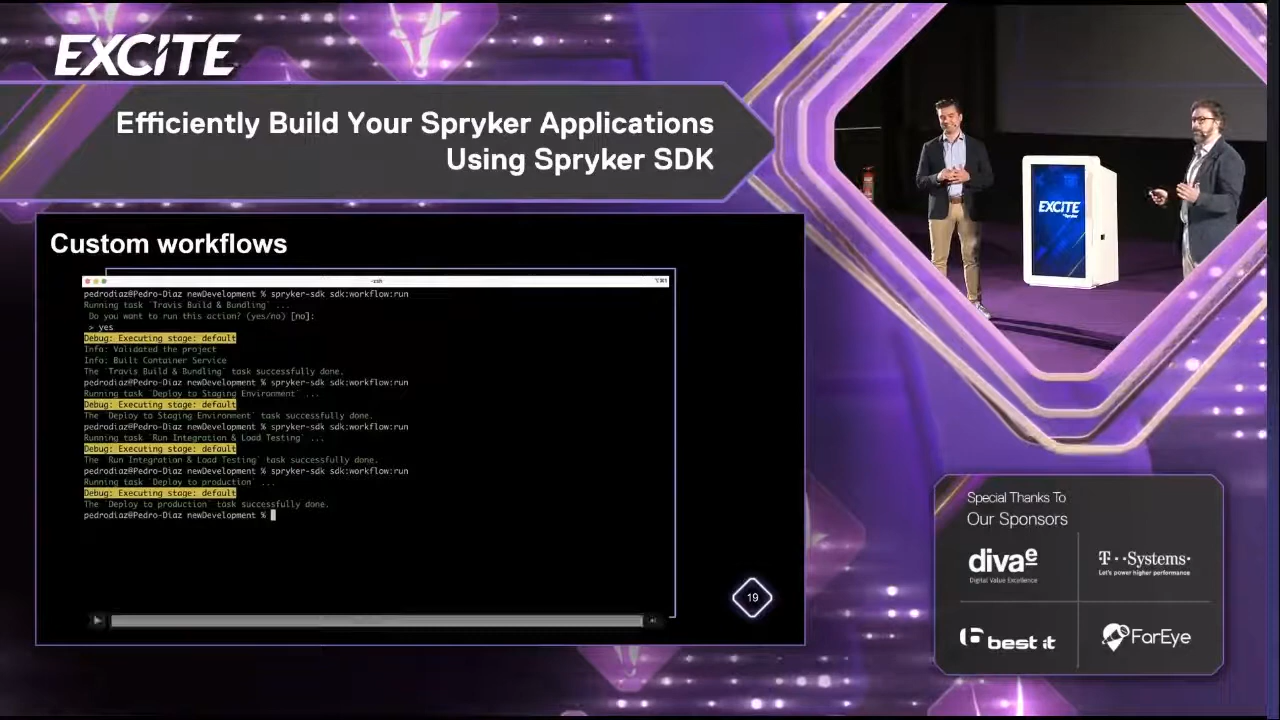 EXCITE
Efficiently Build Your Spryker Applications
Using Spryker SDK
Custom workflows
-zsh
⌥⌘1
pedrodiaz@Pedro-Diaz newDevelopment % spryker-sdk sdk:workflow:run
Running task `Travis Build & Bundling` ...
Do you want to run this action? (yes/no) [no]:
> yes
Debug: Executing stage: default
Info: Validated the project
Info: Built Container Service
The `Travis Build & Bundling` task successfully done.
pedrodiaz@Pedro-Diaz newDevelopment % spryker-sdk sdk:workflow:run
Running task `Deploy to Staging Environment` ...
Debug: Executing stage: default
The `Deploy to Staging Environment` task successfully done.
pedrodiaz@Pedro-Diaz newDevelopment % spryker-sdk sdk:workflow:run
Running task `Run Integration & Load Testing` ...
Debug: Executing stage: default
The `Run Integration & Load Testing` task successfully done.
pedrodiaz@Pedro-Diaz newDevelopment % spryker-sdk sdk:workflow:run
Running task `Deploy to production` ...
Debug: Executing stage: default
The `Deploy to production` task successfully done.
pedrodiaz@Pedro-Diaz newDevelopment %
19
EXCITE
Special Thanks To
Our Sponsors
divae
Digital Value Excellence
T··Systems·
Let's power higher performance
best it
FarEye